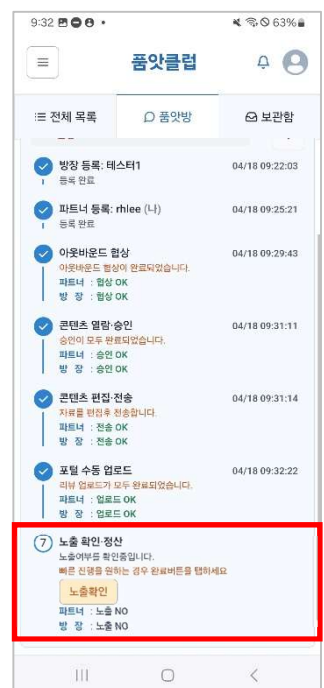 9:32
63%
품앗클럽
전체 목록
품앗방
보관함
방장 등록: 테스터1 04/18 09:22:03
등록 완료
파트너 등록: rhlee (나) 04/18 09:25:21
등록 완료
아웃바운드 협상 04/18 09:29:43
아웃바운드 협상이 완료되었습니다.
파트너 : 협상 OK
방 장 : 협상 OK
콘텐츠 열람·승인 04/18 09:31:11
승인이 모두 완료되었습니다.
파트너 : 승인 OK
방 장 : 승인 OK
콘텐츠 편집·전송 04/18 09:31:14
자료를 편집후 전송합니다.
파트너 : 전송 OK
방 장 : 전송 OK
포털 수동 업로드 04/18 09:32:22
리뷰 업로드가 모두 완료되었습니다.
파트너 : 업로드 OK
방 장 : 업로드 OK
7 노출 확인·정산
노출여부를 확인중입니다.
빠른 진행을 원하는 경우 완료버튼을 탭하세요
노출확인
파트너 : 노출 NO
방 장 : 노출 NO